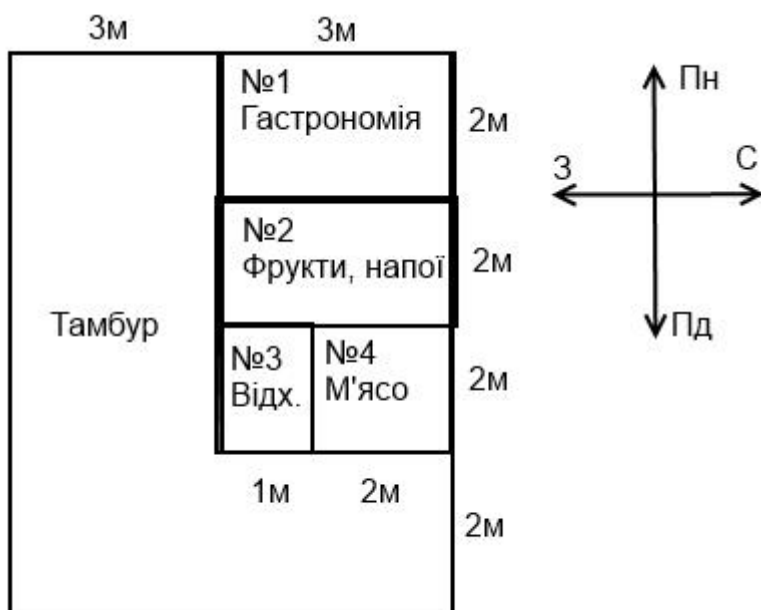 3м
3м
№1
Гастрономія
2м
Пн
З
С
№2
Фрукти, напої
2м
Пд
Тамбур
№3
Відх.
№4
М'ясо
2м
1м
2м
2м